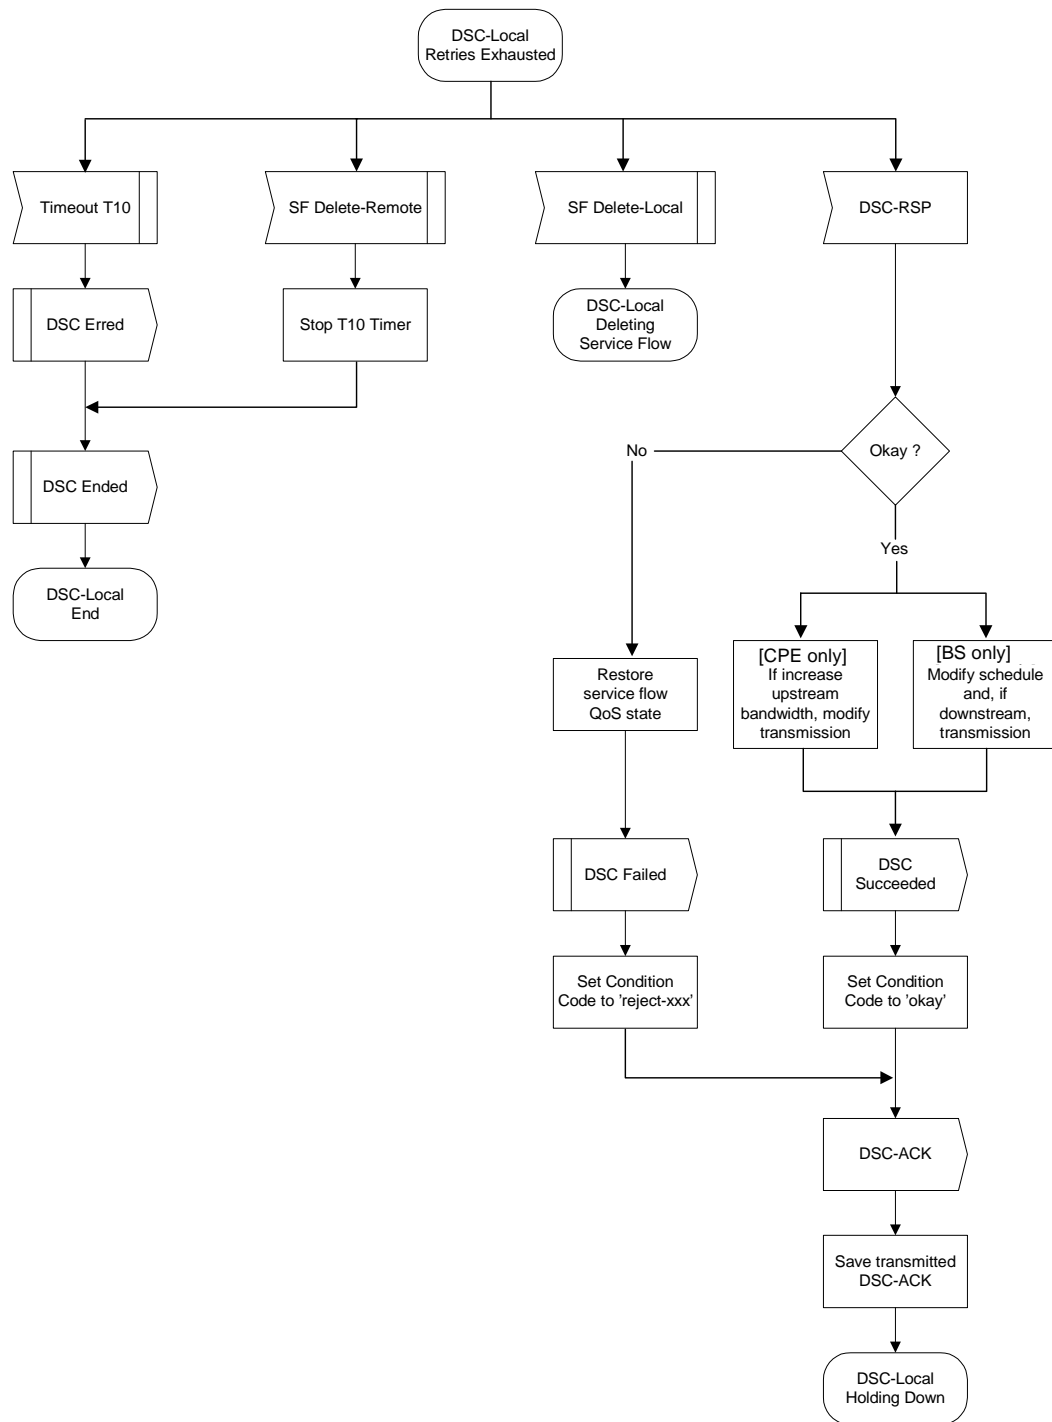 DSC-Local
Retries Exhausted
Timeout T10
SF Delete-Remote
SF Delete-Local
DSC-RSP
DSC Erred
Stop T10 Timer
DSC-Local
Deleting
Service Flow
No
Okay ?
DSC Ended
Yes
DSC-Local
End
[CPE only]
If increase
upstream
bandwidth, modify
transmission
[BS only]
Modify schedule
and, if
downstream,
transmission
Restore
service flow
QoS state
DSC Failed
DSC
Succeeded
Set Condition
Code to 'reject-xxx'
Set Condition
Code to 'okay'
DSC-ACK
Save transmitted
DSC-ACK
DSC-Local
Holding Down